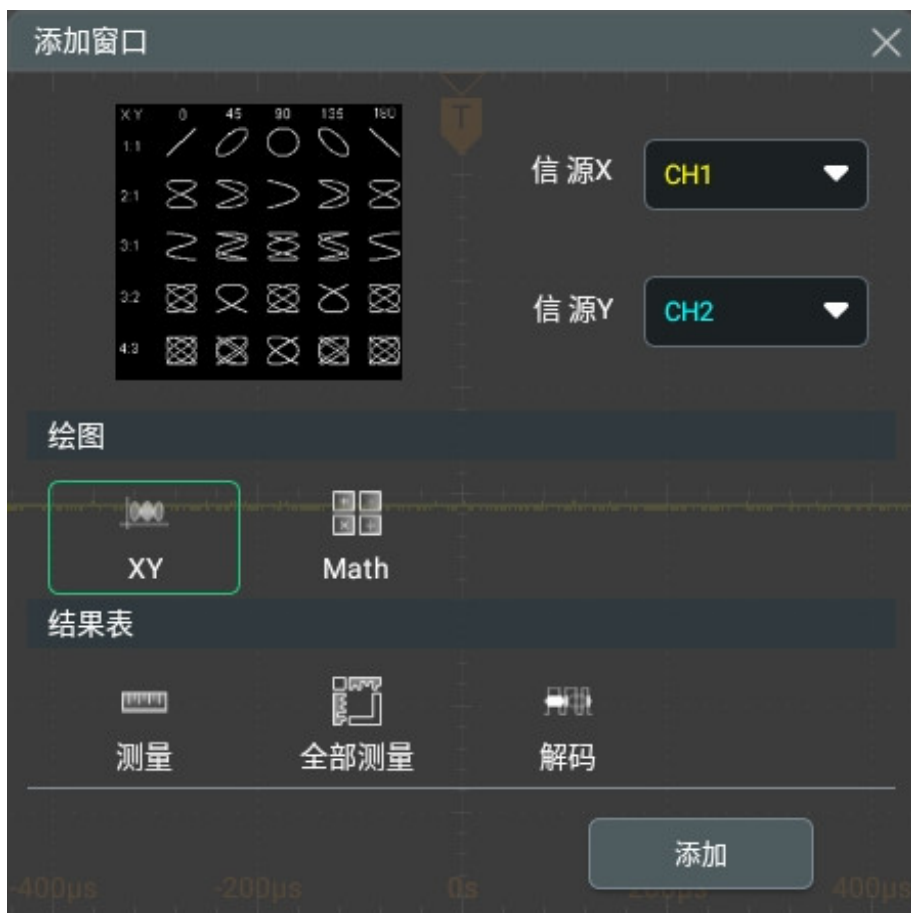 添加窗口
T
X Y 0 45 90 135 180
1:1
2:1
3:1
3:2
4:3
信源X CH1
信源Y CH2
绘图
XY Math
结果表
测量 全部测量 解码
添加
-400μs -200μs 0s 200μs 400μs